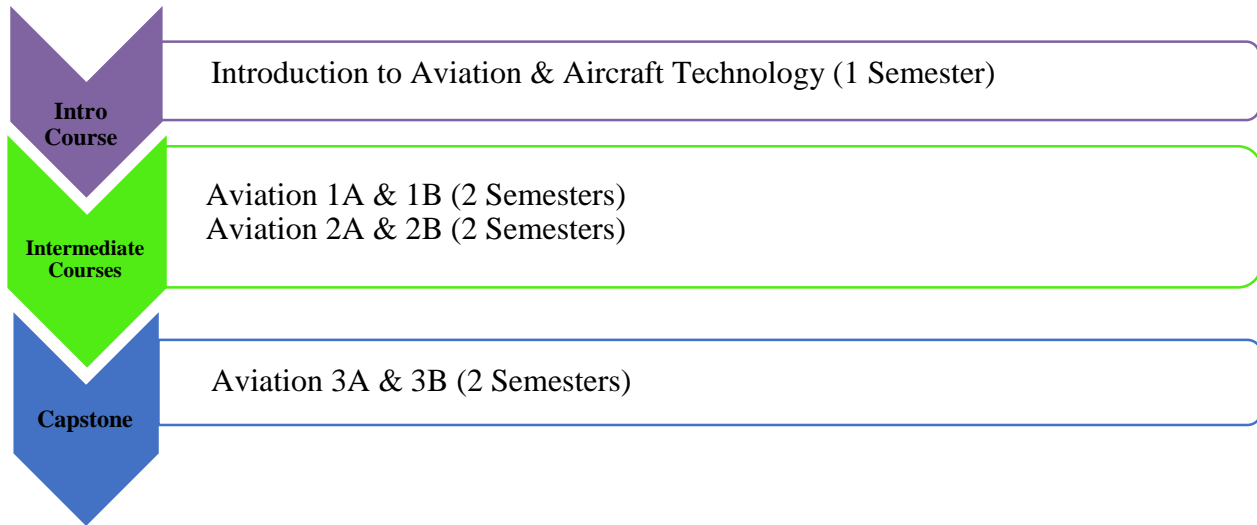 Intro
Course
Introduction to Aviation & Aircraft Technology (1 Semester)
Intermediate
Courses
Aviation 1A & 1B (2 Semesters)
Aviation 2A & 2B (2 Semesters)
Capstone
Aviation 3A & 3B (2 Semesters)